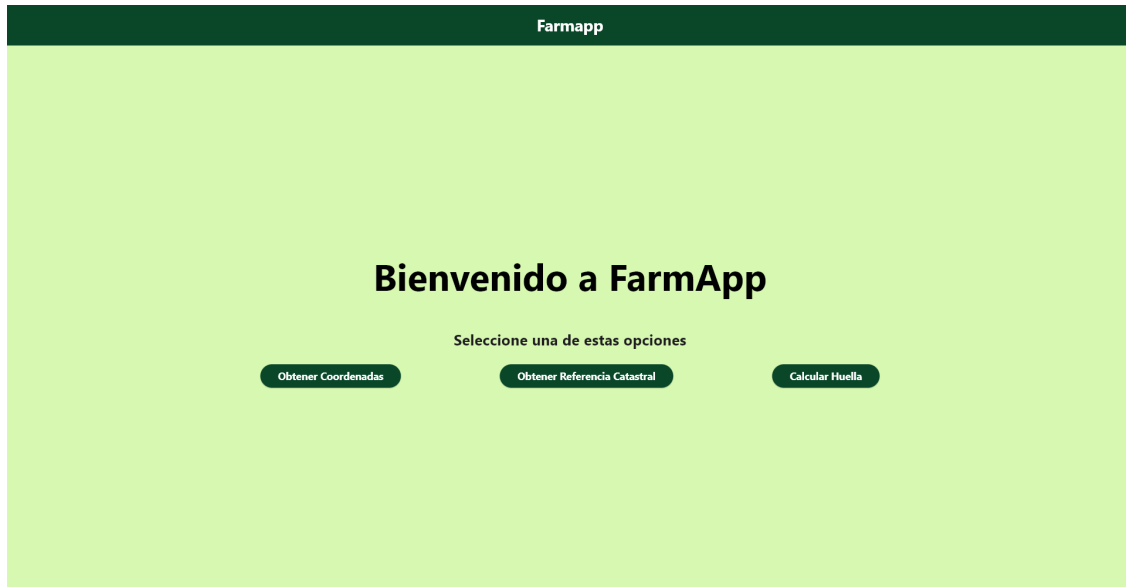 Farmapp
Bienvenido a FarmApp
Seleccione una de estas opciones
Obtener Coordenadas
Obtener Referencia Catastral
Calcular Huella